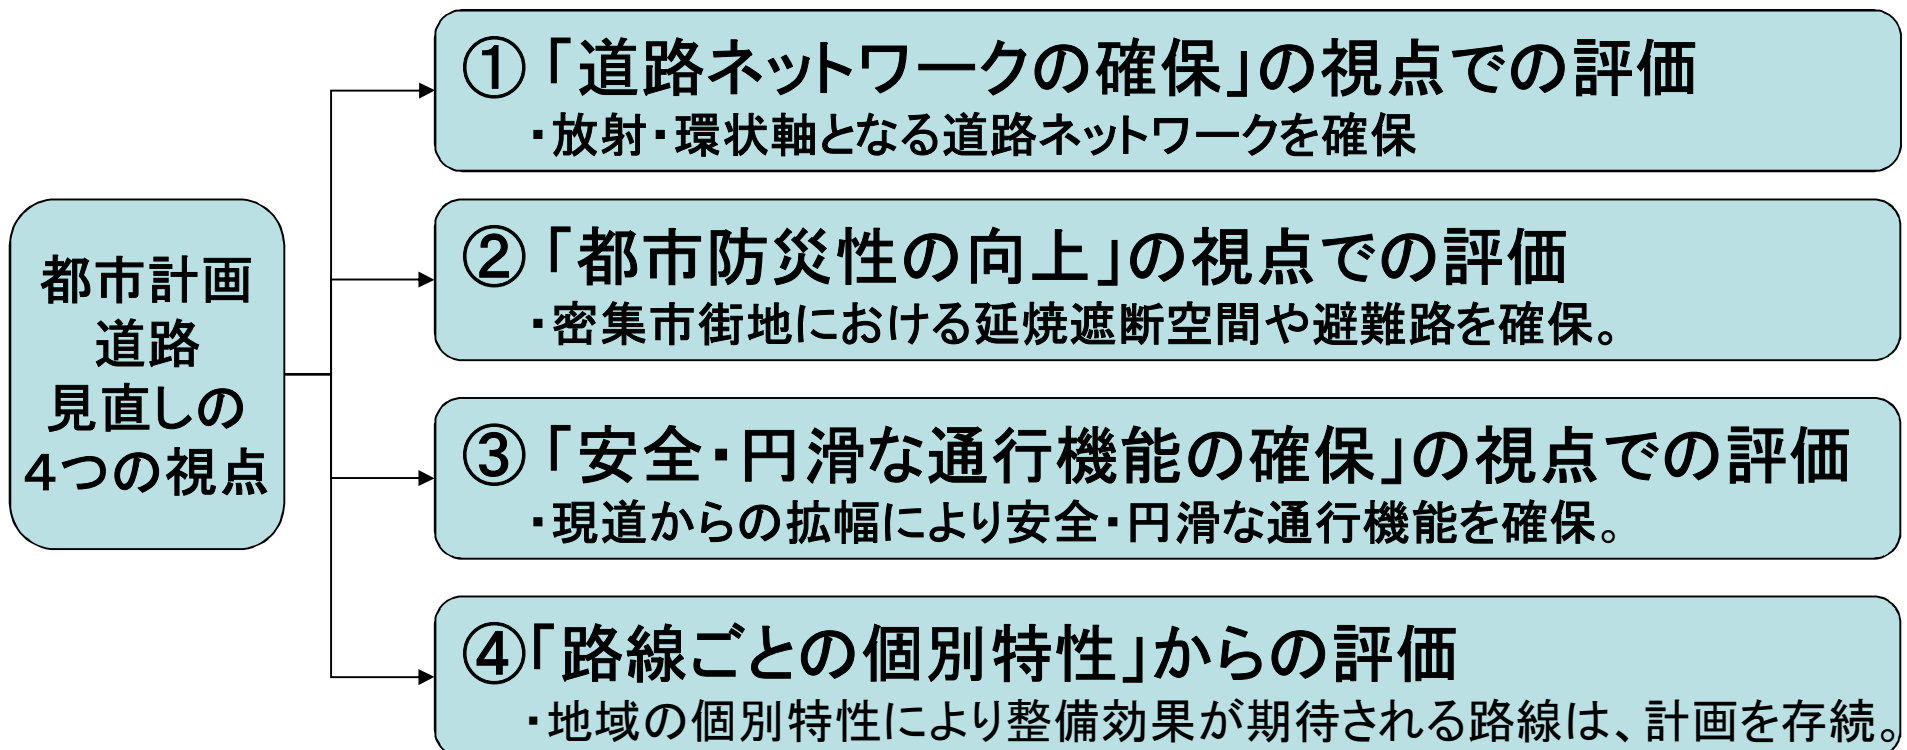 都市計画
道路
見直しの
4つの視点
①「道路ネットワークの確保」の視点での評価
・放射・環状軸となる道路ネットワークを確保
②「都市防災性の向上」の視点での評価
・密集市街地における延焼遮断空間や避難路を確保。
③「安全・円滑な通行機能の確保」の視点での評価
・現道からの拡幅により安全・円滑な通行機能を確保。
④「路線ごとの個別特性」からの評価
・地域の個別特性により整備効果が期待される路線は、計画を存続。